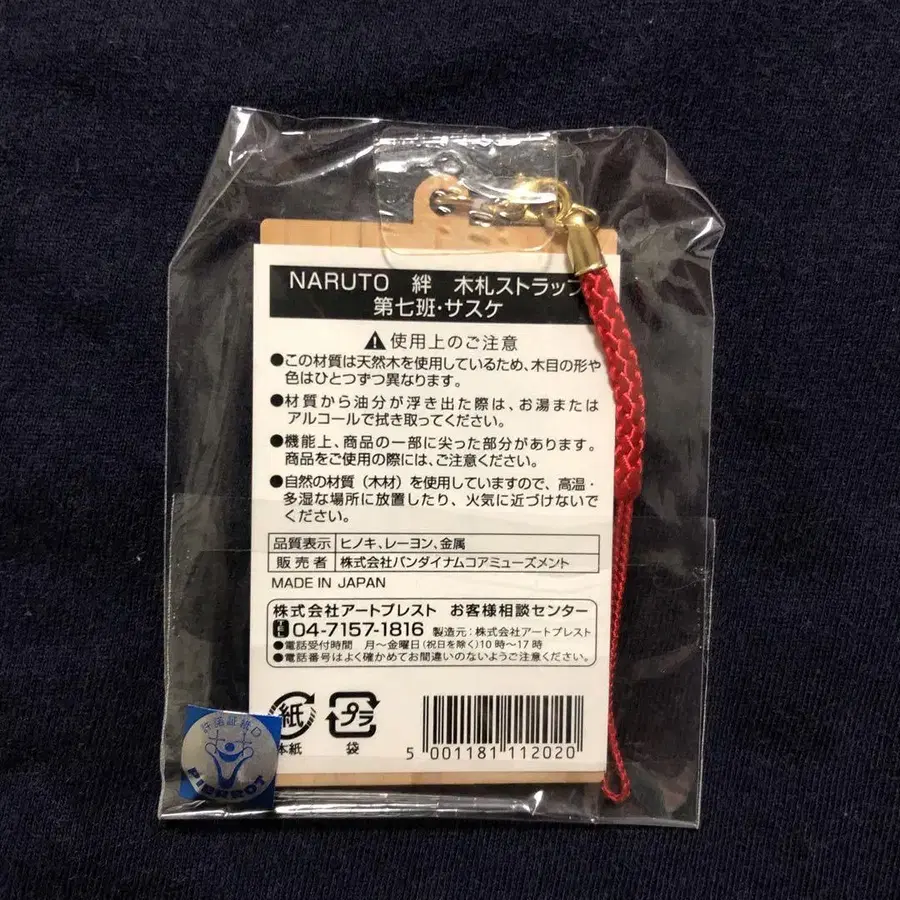 NARUTO 絆 木札ストラップ
第七班・サスケ
使用上のご注意
●この材質は天然木を使用しているため、木目の形や
色はひとつずつ異なります。
●材質から油分が浮き出た際は、お湯または
アルコールで拭き取ってください。
●機能上、商品の一部に尖った部分があります。
商品をご使用の際には、ご注意ください。
●自然の材質（木材）を使用していますので、高温・
多湿な場所に放置したり、火気に近づけないで
ください。
品質表示 ヒノキ、レーヨン、金属
販売者 株式会社バンダイナムコアミューズメント
MADE IN JAPAN
株式会社アートプレスト お客様相談センター
04-7157-1816 製造元：株式会社アートプレスト
●電話受付時間 月～金曜日(祝日を除く)10時～17時
●電話番号はよく確かめてお間違いのないようご注意ください。
紙 プラ
本紙 袋
5 001181 112020
許諾証紙D
PIERROT